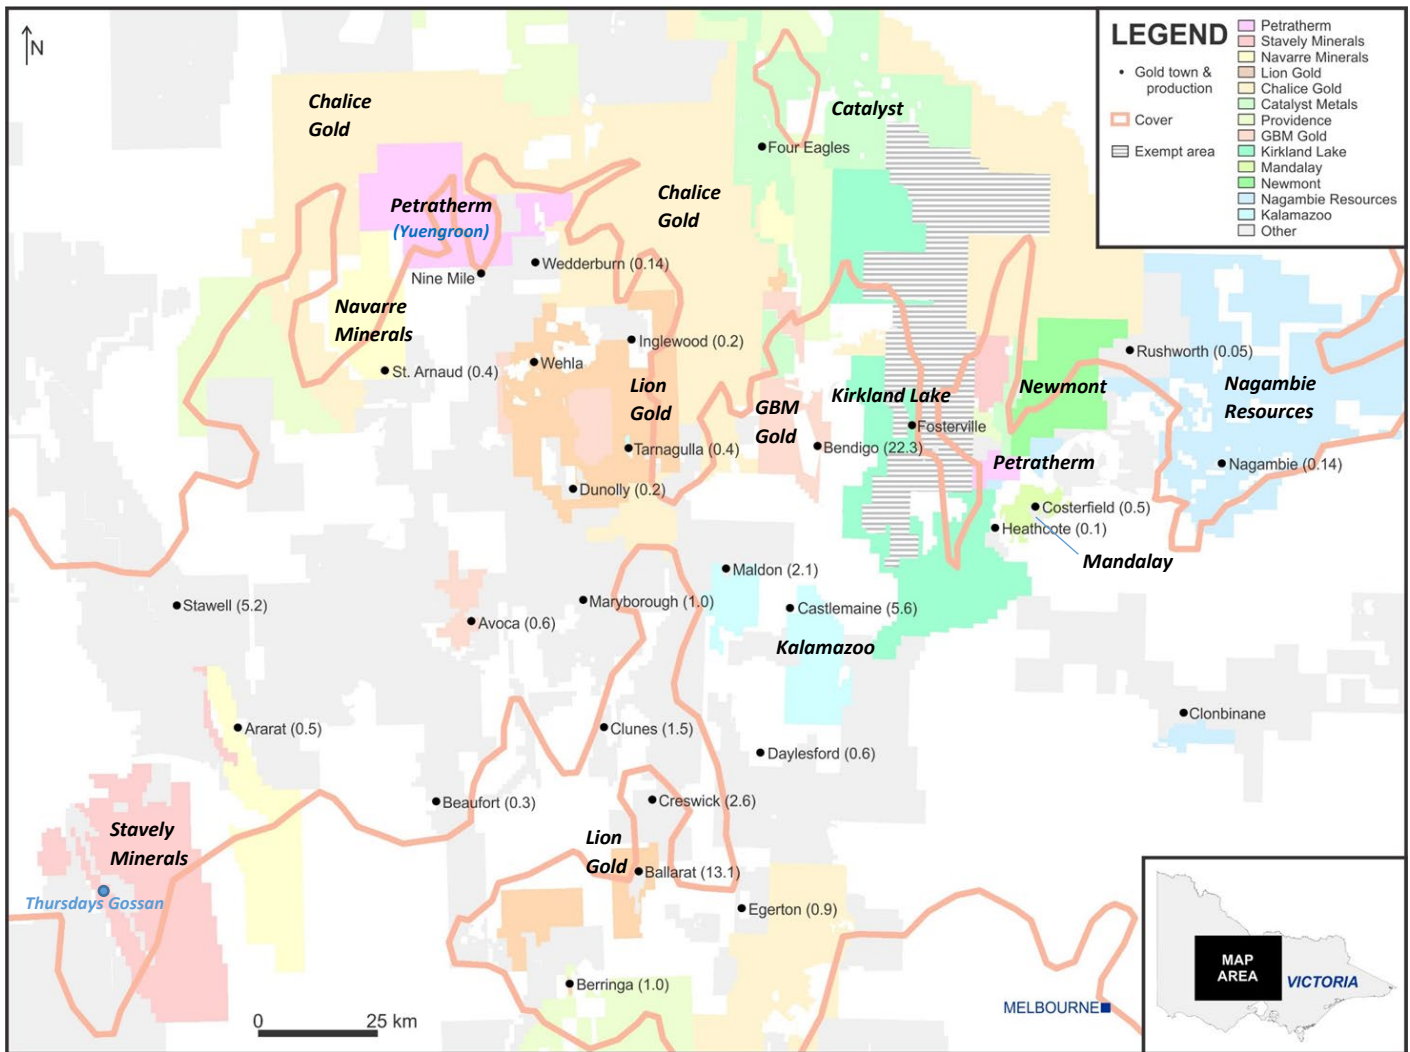 N
LEGEND
Gold town &
production
Cover
Exempt area
Petratherm
Stavely Minerals
Navarre Minerals
Lion Gold
Chalice Gold
Catalyst Metals
Providence
GBM Gold
Kirkland Lake
Mandalay
Newmont
Nagambie Resources
Kalamazoo
Other
Chalice
Gold
Catalyst
Four Eagles
Petratherm
(Yuengroon)
Chalice
Gold
Nine Mile
Wedderburn (0.14)
Navarre
Minerals
Inglewood (0.2)
Wehla
St. Arnaud (0.4)
Lion
Gold
Rushworth (0.05)
Newmont
Nagambie
Resources
Kirkland Lake
GBM
Gold
Fosterville
Tarnagulla (0.4)
Bendigo (22.3)
Petratherm
Nagambie (0.14)
Dunolly (0.2)
Costerfield (0.5)
Heathcote (0.1)
Mandalay
Maldon (2.1)
Stawell (5.2)
Maryborough (1.0)
Castlemaine (5.6)
Avoca (0.6)
Kalamazoo
Ararat (0.5)
Clunes (1.5)
Clonbinane
Daylesford (0.6)
Beaufort (0.3)
Creswick (2.6)
Stavely
Minerals
Lion
Gold
Ballarat (13.1)
Thursdays Gossan
Egerton (0.9)
Berringa (1.0)
0 25 km
MELBOURNE
MAP
AREA
VICTORIA